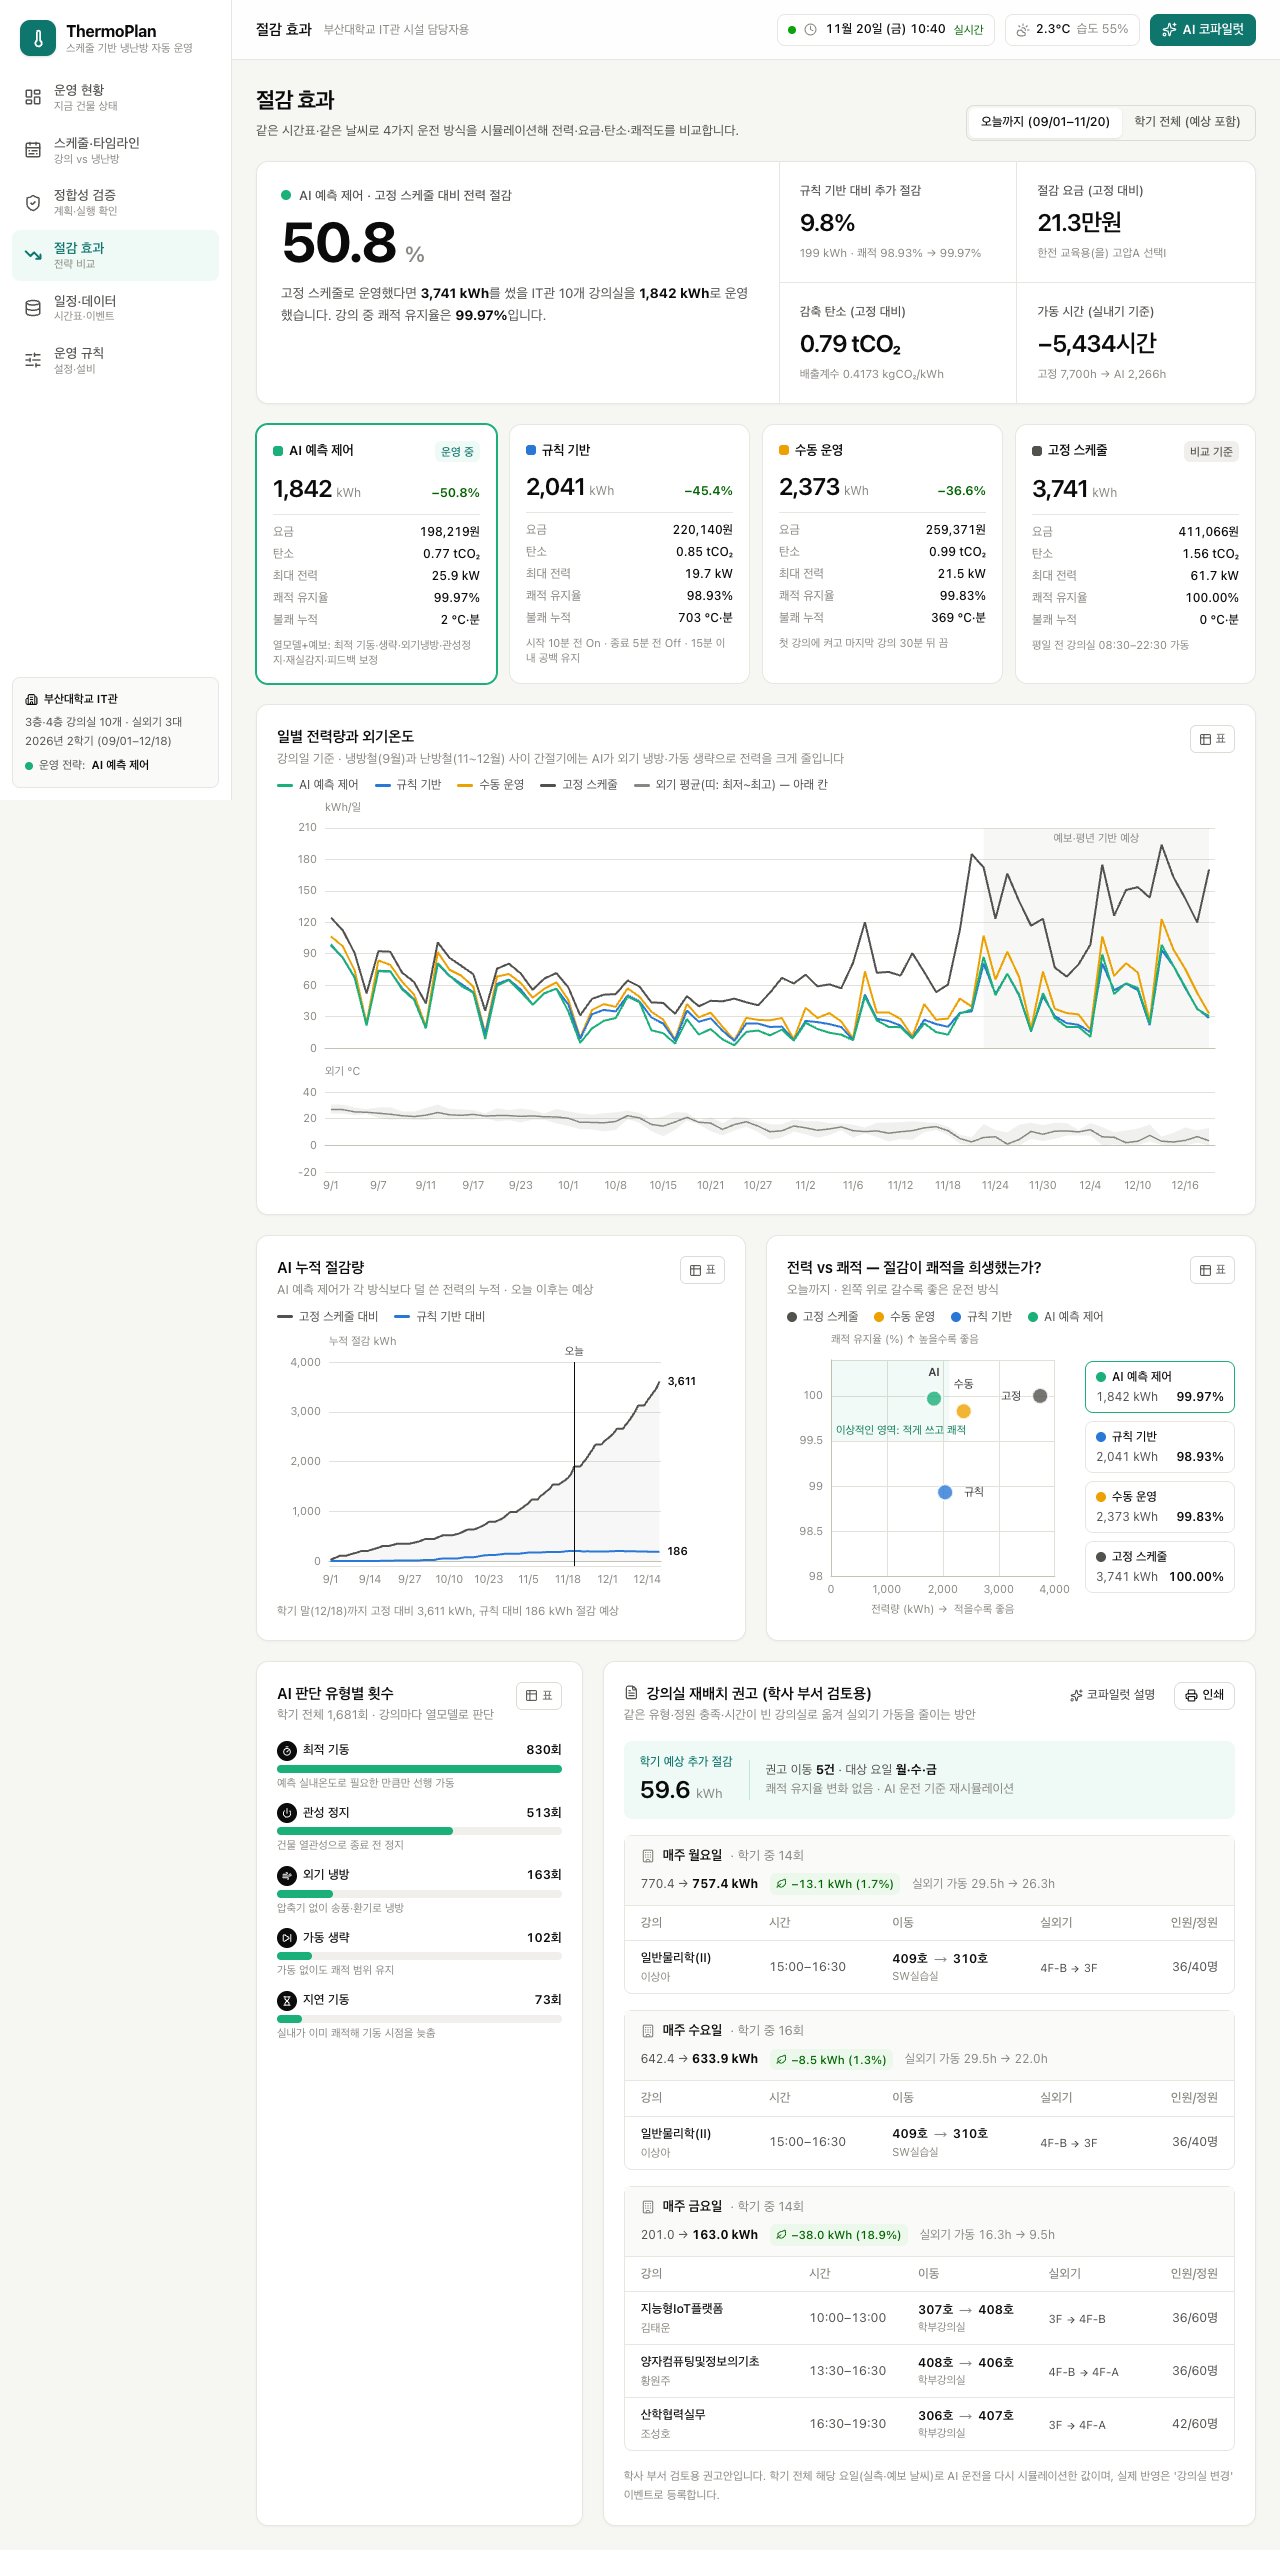 ThermoPlan
스케줄 기반 냉난방 자동 운영
운영 현황
지금 건물 상태
스케줄·타임라인
강의 vs 냉난방
정합성 검증
계획·실행 확인
절감 효과
전략 비교
일정·데이터
시간표·이벤트
운영 규칙
설정·설비
부산대학교 IT관
3층·4층 강의실 10개 · 실외기 3대
2026년 2학기 (09/01–12/18)
운영 전략: AI 예측 제어
절감 효과 부산대학교 IT관 시설 담당자용
11월 20일 (금) 10:40 실시간
2.3°C 습도 55%
AI 코파일럿
절감 효과
같은 시간표·같은 날씨로 4가지 운전 방식을 시뮬레이션해 전력·요금·탄소·쾌적도를 비교합니다.
오늘까지 (09/01–11/20) 학기 전체 (예상 포함)
AI 예측 제어 · 고정 스케줄 대비 전력 절감
50.8 %
고정 스케줄로 운영했다면 3,741 kWh를 썼을 IT관 10개 강의실을 1,842 kWh로 운영
했습니다. 강의 중 쾌적 유지율은 99.97%입니다.
규칙 기반 대비 추가 절감
9.8%
199 kWh · 쾌적 98.93% → 99.97%
절감 요금 (고정 대비)
21.3만원
한전 교육용(을) 고압A 선택I
감축 탄소 (고정 대비)
0.79 tCO₂
배출계수 0.4173 kgCO₂/kWh
가동 시간 (실내기 기준)
−5,434시간
고정 7,700h → AI 2,266h
AI 예측 제어 운영 중
1,842 kWh −50.8%
요금 198,219원
탄소 0.77 tCO₂
최대 전력 25.9 kW
쾌적 유지율 99.97%
불쾌 누적 2 °C·분
열모델+예보: 최적 기동·생략·외기냉방·관성정
지·재실감지·피드백 보정
규칙 기반
2,041 kWh −45.4%
요금 220,140원
탄소 0.85 tCO₂
최대 전력 19.7 kW
쾌적 유지율 98.93%
불쾌 누적 703 °C·분
시작 10분 전 On · 종료 5분 전 Off · 15분 이
내 공백 유지
수동 운영
2,373 kWh −36.6%
요금 259,371원
탄소 0.99 tCO₂
최대 전력 21.5 kW
쾌적 유지율 99.83%
불쾌 누적 369 °C·분
첫 강의에 켜고 마지막 강의 30분 뒤 끔
고정 스케줄 비교 기준
3,741 kWh
요금 411,066원
탄소 1.56 tCO₂
최대 전력 61.7 kW
쾌적 유지율 100.00%
불쾌 누적 0 °C·분
평일 전 강의실 08:30–22:30 가동
일별 전력량과 외기온도
표
강의일 기준 · 냉방철(9월)과 난방철(11~12월) 사이 간절기에는 AI가 외기 냉방·가동 생략으로 전력을 크게 줄입니다
AI 예측 제어 규칙 기반 수동 운영 고정 스케줄 외기 평균(띠: 최저~최고) — 아래 칸
kWh/일
예보·평년 기반 예상
210
180
150
120
90
60
30
0
외기 °C
40
20
0
-20
9/1 9/7 9/11 9/17 9/23 10/1 10/8 10/15 10/21 10/27 11/2 11/6 11/12 11/18 11/24 11/30 12/4 12/10 12/16
AI 누적 절감량
표
AI 예측 제어가 각 방식보다 덜 쓴 전력의 누적 · 오늘 이후는 예상
고정 스케줄 대비 규칙 기반 대비
누적 절감 kWh
오늘
4,000
3,000
2,000
1,000
0
3,611
186
9/1 9/14 9/27 10/10 10/23 11/5 11/18 12/1 12/14
학기 말(12/18)까지 고정 대비 3,611 kWh, 규칙 대비 186 kWh 절감 예상
전력 vs 쾌적 — 절감이 쾌적을 희생했는가?
표
오늘까지 · 왼쪽 위로 갈수록 좋은 운전 방식
고정 스케줄 수동 운영 규칙 기반 AI 예측 제어
쾌적 유지율 (%) ↑ 높을수록 좋음
100
99.5
99
98.5
98
AI
수동
고정
이상적인 영역: 적게 쓰고 쾌적
규칙
0 1,000 2,000 3,000 4,000
전력량 (kWh) → 적을수록 좋음
AI 예측 제어
1,842 kWh 99.97%
규칙 기반
2,041 kWh 98.93%
수동 운영
2,373 kWh 99.83%
고정 스케줄
3,741 kWh 100.00%
AI 판단 유형별 횟수
표
학기 전체 1,681회 · 강의마다 열모델로 판단
최적 기동 830회
예측 실내온도로 필요한 만큼만 선행 가동
관성 정지 513회
건물 열관성으로 종료 전 정지
외기 냉방 163회
압축기 없이 송풍·환기로 냉방
가동 생략 102회
가동 없이도 쾌적 범위 유지
지연 기동 73회
실내가 이미 쾌적해 기동 시점을 늦춤
강의실 재배치 권고 (학사 부서 검토용)
코파일럿 설명 인쇄
같은 유형·정원 충족·시간이 빈 강의실로 옮겨 실외기 가동을 줄이는 방안
학기 예상 추가 절감
59.6 kWh
권고 이동 5건 · 대상 요일 월·수·금
쾌적 유지율 변화 없음 · AI 운전 기준 재시뮬레이션
매주 월요일 · 학기 중 14회
770.4 → 757.4 kWh −13.1 kWh (1.7%) 실외기 가동 29.5h → 26.3h
강의 시간 이동 실외기 인원/정원
일반물리학(II) 15:00–16:30 409호 → 310호 4F-B → 3F 36/40명
이상아 SW실습실
매주 수요일 · 학기 중 16회
642.4 → 633.9 kWh −8.5 kWh (1.3%) 실외기 가동 29.5h → 22.0h
강의 시간 이동 실외기 인원/정원
일반물리학(II) 15:00–16:30 409호 → 310호 4F-B → 3F 36/40명
이상아 SW실습실
매주 금요일 · 학기 중 14회
201.0 → 163.0 kWh −38.0 kWh (18.9%) 실외기 가동 16.3h → 9.5h
강의 시간 이동 실외기 인원/정원
지능형IoT플랫폼 10:00–13:00 307호 → 408호 3F → 4F-B 36/60명
김태운 학부강의실
양자컴퓨팅및정보의기초 13:30–16:30 408호 → 406호 4F-B → 4F-A 36/60명
황원주 학부강의실
산학협력실무 16:30–19:30 306호 → 407호 3F → 4F-A 42/60명
조성호 학부강의실
학사 부서 검토용 권고안입니다. 학기 전체 해당 요일(실측·예보 날씨)로 AI 운전을 다시 시뮬레이션한 값이며, 실제 반영은 '강의실 변경'
이벤트로 등록합니다.